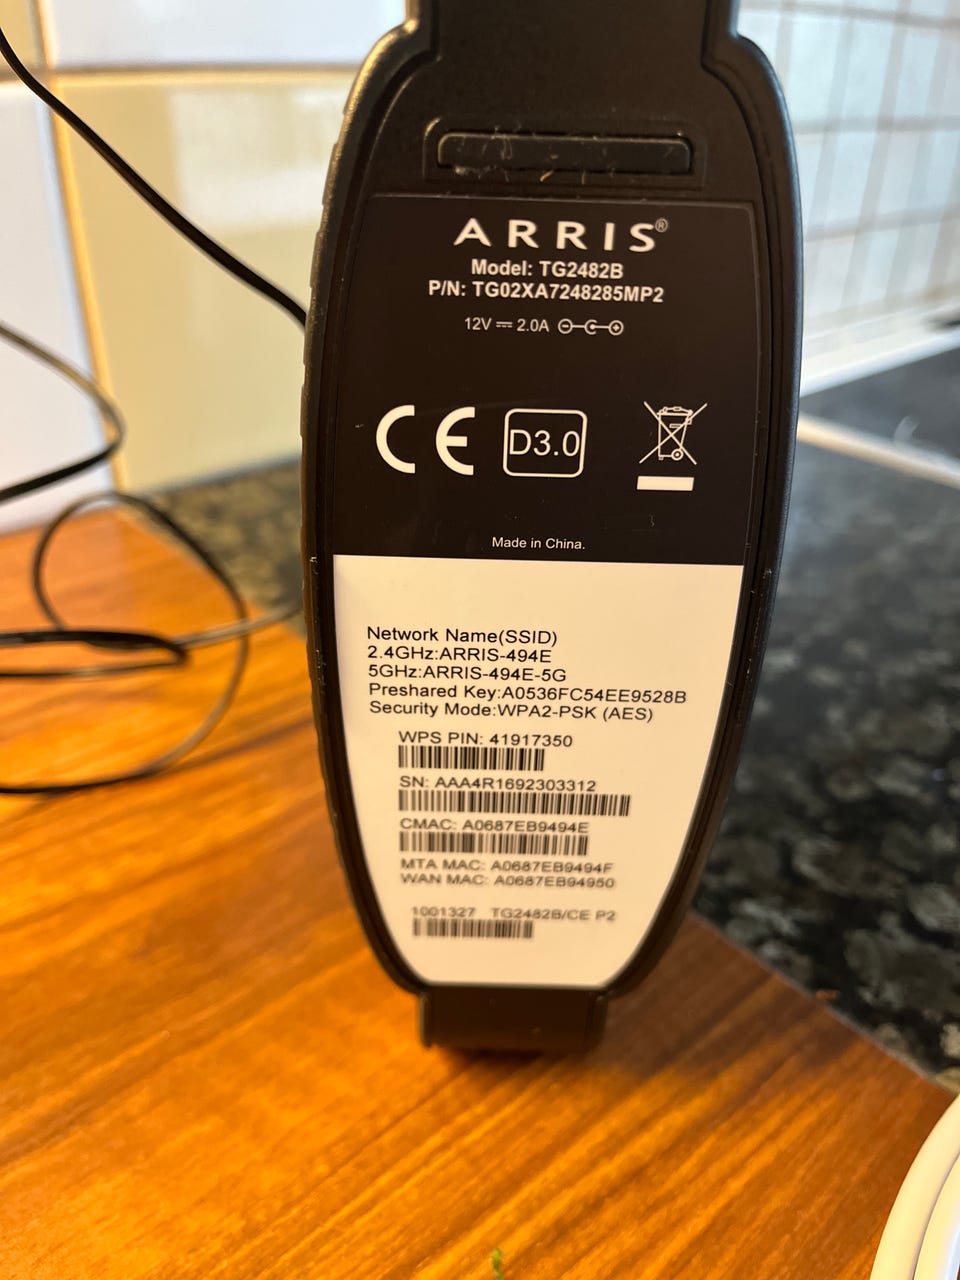 ARRIS®
Model: TG2482B
P/N: TG02XA7248285MP2
12V 2.0A
CE D3.0
Made in China.
Network Name(SSID)
2.4GHz:ARRIS-494E
5GHz:ARRIS-494E-5G
Preshared Key:A0536FC54EE9528B
Security Mode:WPA2-PSK (AES)
WPS PIN: 41917350
SN: AAA4R1692303312
CMAC: A0687EB9494E
MTA MAC: A0687EB9494F
WAN MAC: A0687EB94950
1001327 TG2482B/CE P2